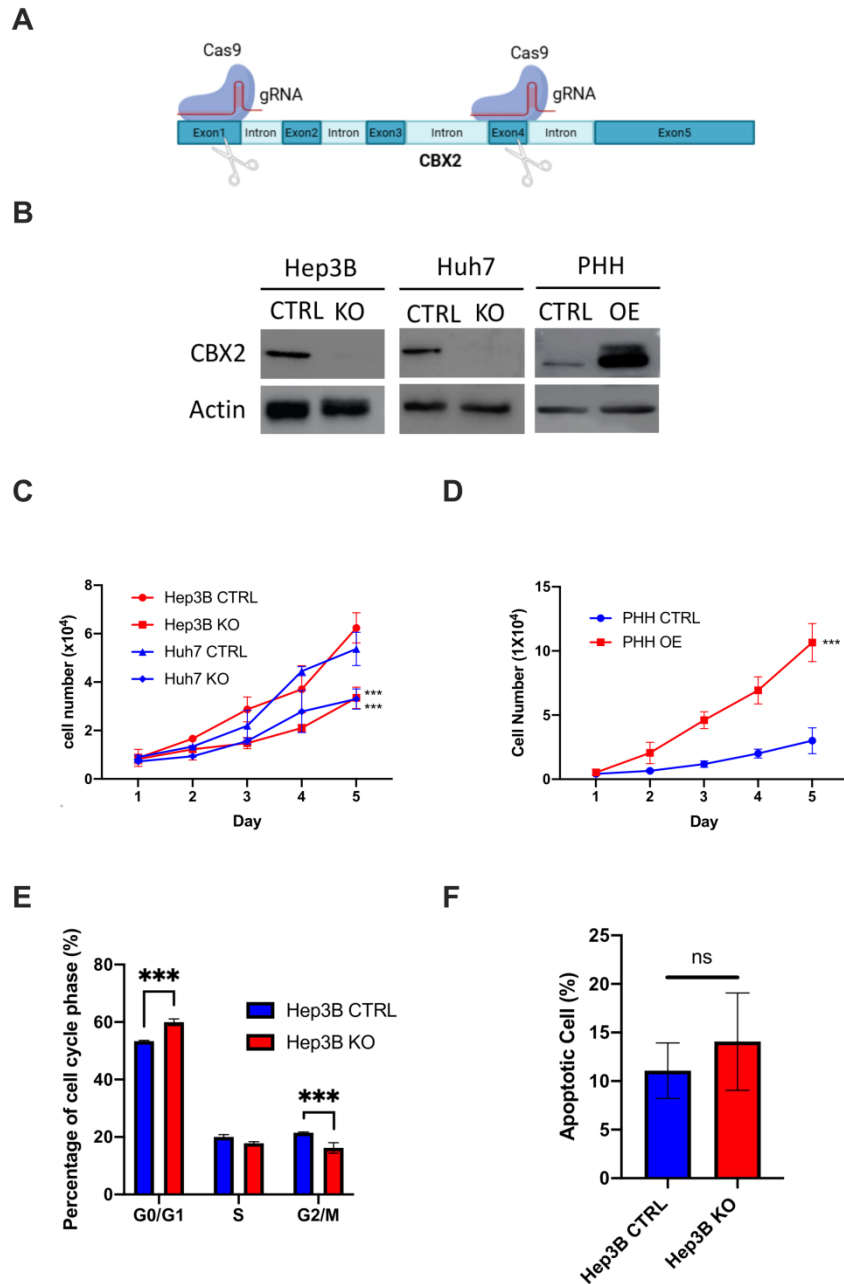 A
Cas9
Cas9
gRNA
gRNA
Exon1
Intron
Exon2
Intron
Exon3
Intron
Exon4
Intron
Exon5
CBX2
B
Hep3B Huh7 PHH
CTRL KO CTRL KO CTRL OE
CBX2
Actin
C
cell number (x10⁴)
8
6
4
2
0
Hep3B CTRL
Hep3B KO
Huh7 CTRL
Huh7 KO
***
***
1 2 3 4 5
Day
D
Cell Number (1X10⁴)
15
10
5
0
PHH CTRL
PHH OE
***
1 2 3 4 5
Day
E
Percentage of cell cycle phase (%)
80
60
40
20
0
***
***
Hep3B CTRL
Hep3B KO
G0/G1 S G2/M
F
Apoptotic Cell (%)
25
20
15
10
5
0
ns
Hep3B CTRL
Hep3B KO